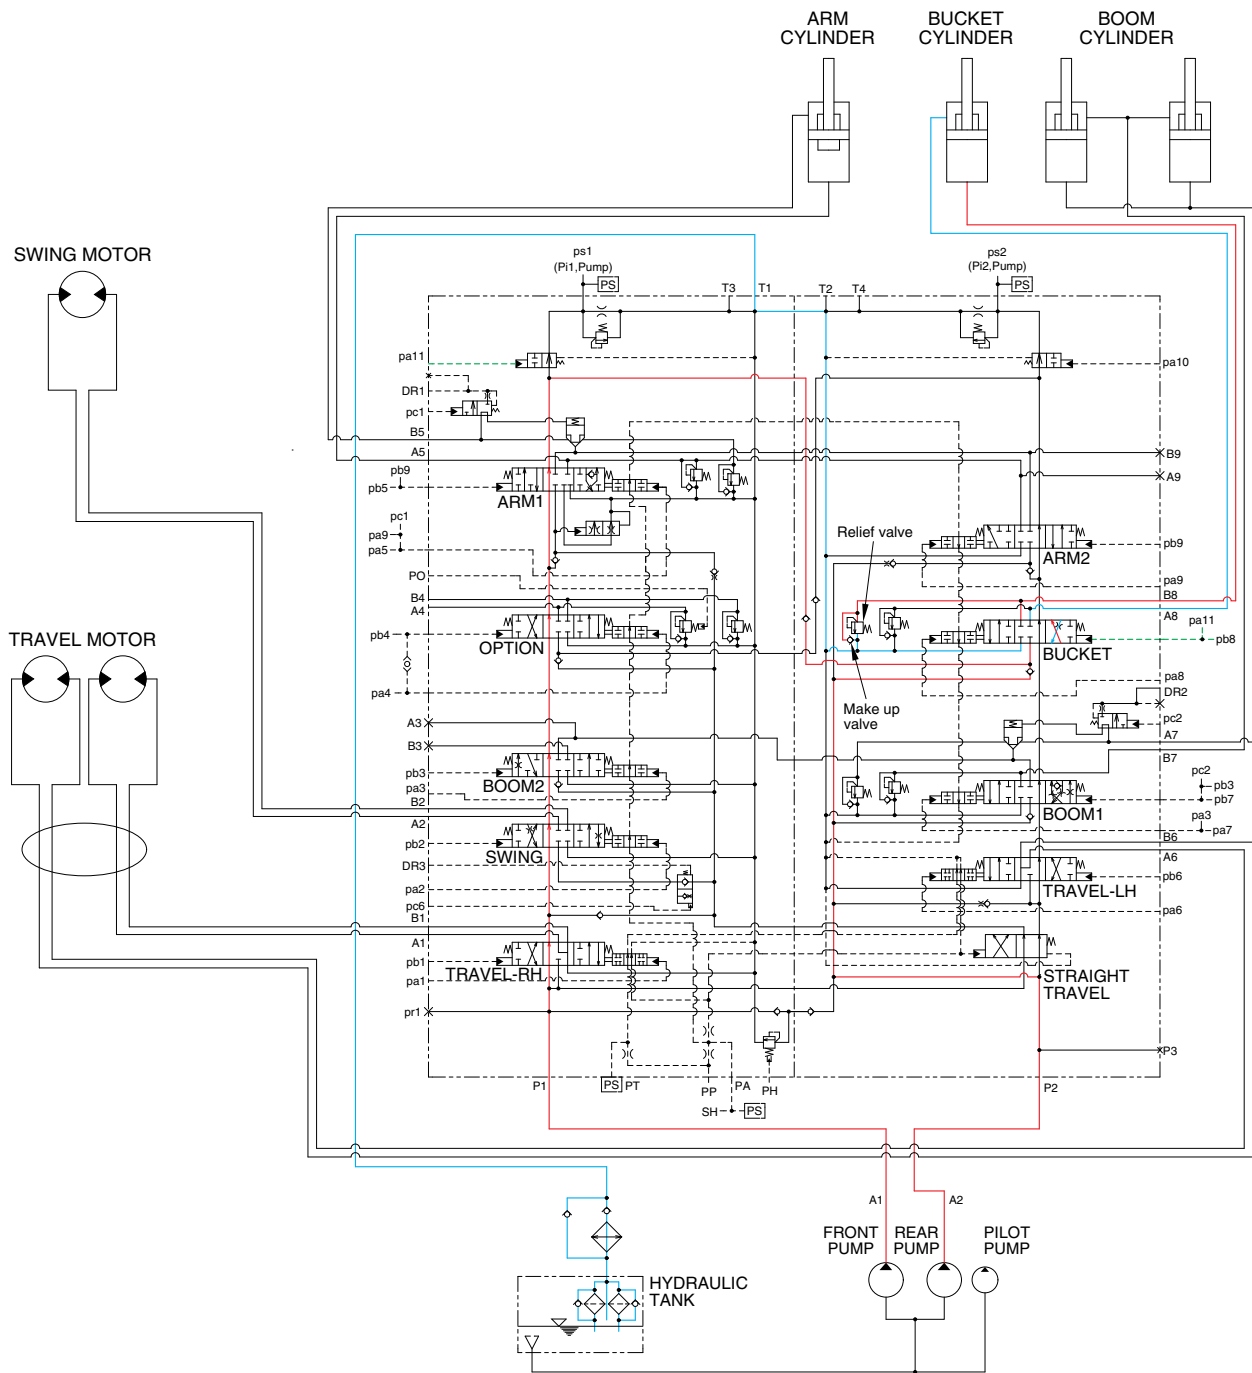 ARM
CYLINDER
BUCKET
CYLINDER
BOOM
CYLINDER
SWING MOTOR
TRAVEL MOTOR
ps1
(Pi1,Pump)
PS
ps2
(Pi2,Pump)
PS
T3
T1
T2
T4
pa11
DR1
pc1
B5
A5
pb9
pb5
pc1
pa9
pa5
PO
B4
A4
pb4
pa4
A3
B3
pb3
pa3
B2
A2
pb2
DR3
pa2
pc6
B1
A1
pb1
pa1
pr1
ARM1
OPTION
BOOM2
SWING
TRAVEL-RH
Relief valve
Make up
valve
ARM2
BUCKET
BOOM1
TRAVEL-LH
STRAIGHT
TRAVEL
pa10
B9
A9
pb9
pa9
B8
A8
pa11
pb8
pa8
DR2
pc2
A7
B7
pc2
pb3
pb7
pa3
pa7
B6
A6
pb6
pa6
P3
P1
PS
PT
PP
PA
PH
SH
PS
P2
A1
A2
FRONT
PUMP
REAR
PUMP
PILOT
PUMP
HYDRAULIC
TANK